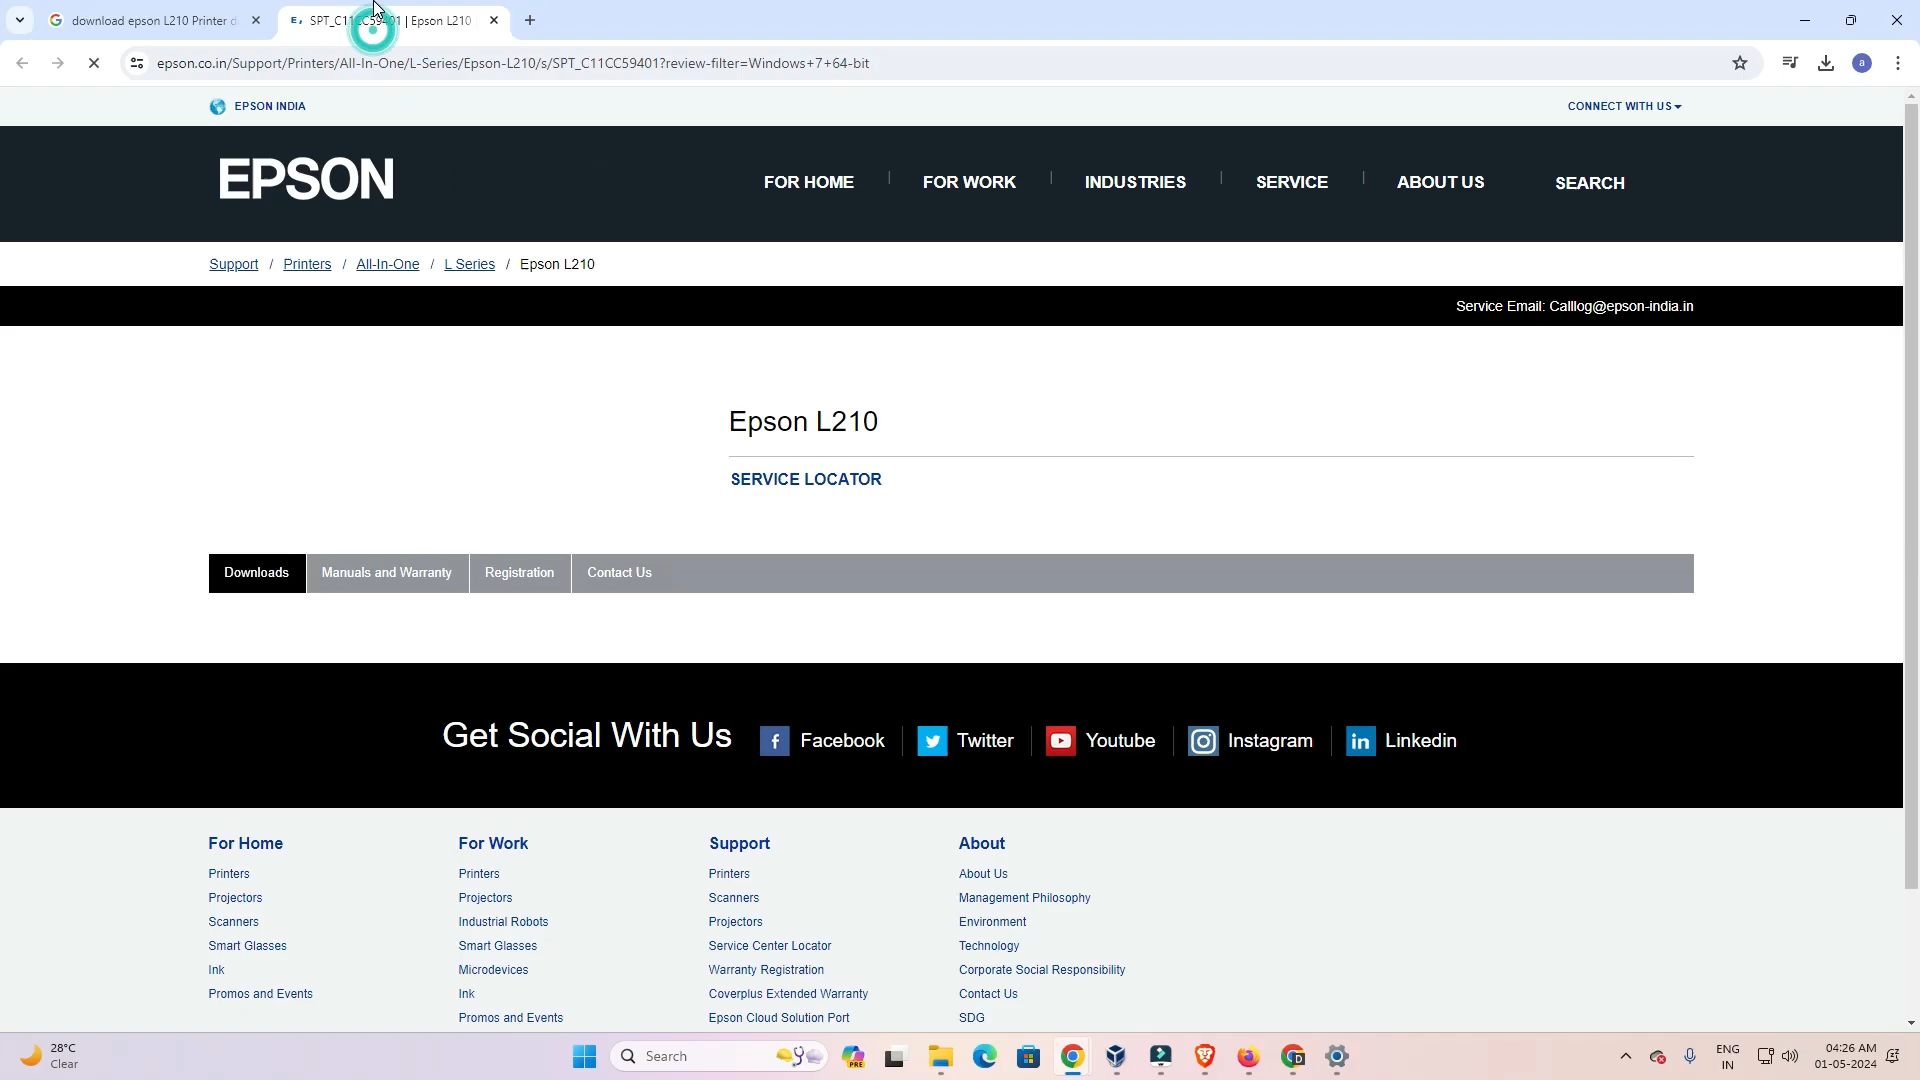 download epson L210 Printer d
E, SPT_C11CC59401 | Epson L210
epson.co.in/Support/Printers/All-In-One/L-Series/Epson-L210/s/SPT_C11CC59401?review-filter=Windows+7+64-bit
a
EPSON INDIA
CONNECT WITH US
EPSON
FOR HOME
FOR WORK
INDUSTRIES
SERVICE
ABOUT US
SEARCH
Support / Printers / All-In-One / L Series / Epson L210
Service Email: Calllog@epson-india.in
Epson L210
SERVICE LOCATOR
Downloads
Manuals and Warranty
Registration
Contact Us
Get Social With Us
Facebook
Twitter
Youtube
Instagram
Linkedin
For Home
Printers
Projectors
Scanners
Smart Glasses
Ink
Promos and Events
For Work
Printers
Projectors
Industrial Robots
Smart Glasses
Microdevices
Ink
Promos and Events
Support
Printers
Scanners
Projectors
Service Center Locator
Warranty Registration
Coverplus Extended Warranty
Epson Cloud Solution Port
About
About Us
Management Philosophy
Environment
Technology
Corporate Social Responsibility
Contact Us
SDG
28°C
Clear
Search
PRE
D
ENG
IN
04:26 AM
01-05-2024